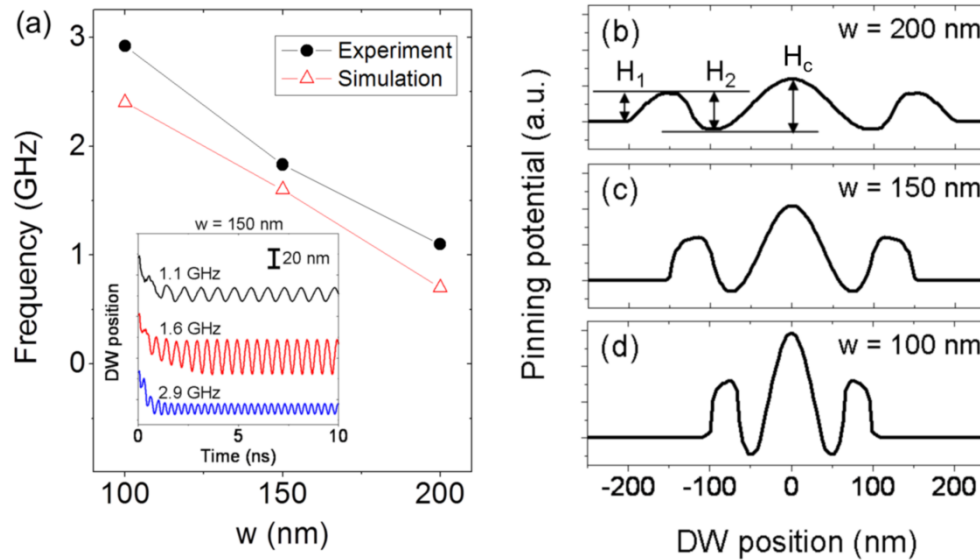 (a)
Experiment
Simulation
Frequency (GHz)
3
2
1
0
w = 150 nm
20 nm
1.1 GHz
1.6 GHz
2.9 GHz
DW position
0
5
10
Time (ns)
100
150
200
w (nm)
Pinning potential (a.u.)
(b)
w = 200 nm
H₁
H₂
Hc
(c)
w = 150 nm
(d)
w = 100 nm
-200
-100
0
100
200
DW position (nm)